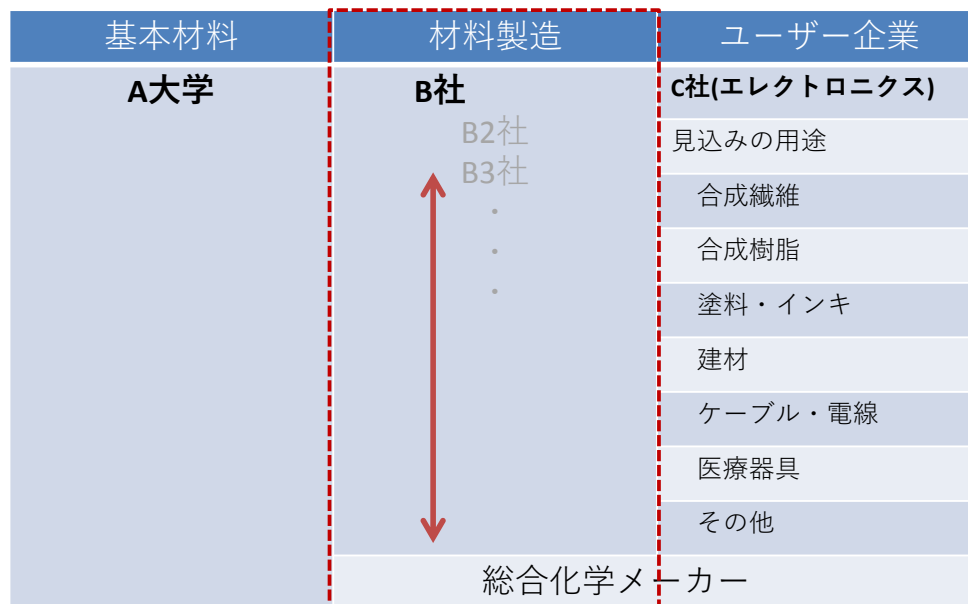 基本材料
材料製造
ユーザー企業
A大学
B社
C社(エレクトロニクス)
B2社
見込みの用途
B3社
合成繊維
・
合成樹脂
・
塗料・インキ
・
建材
ケーブル・電線
医療器具
その他
総合化学メーカー